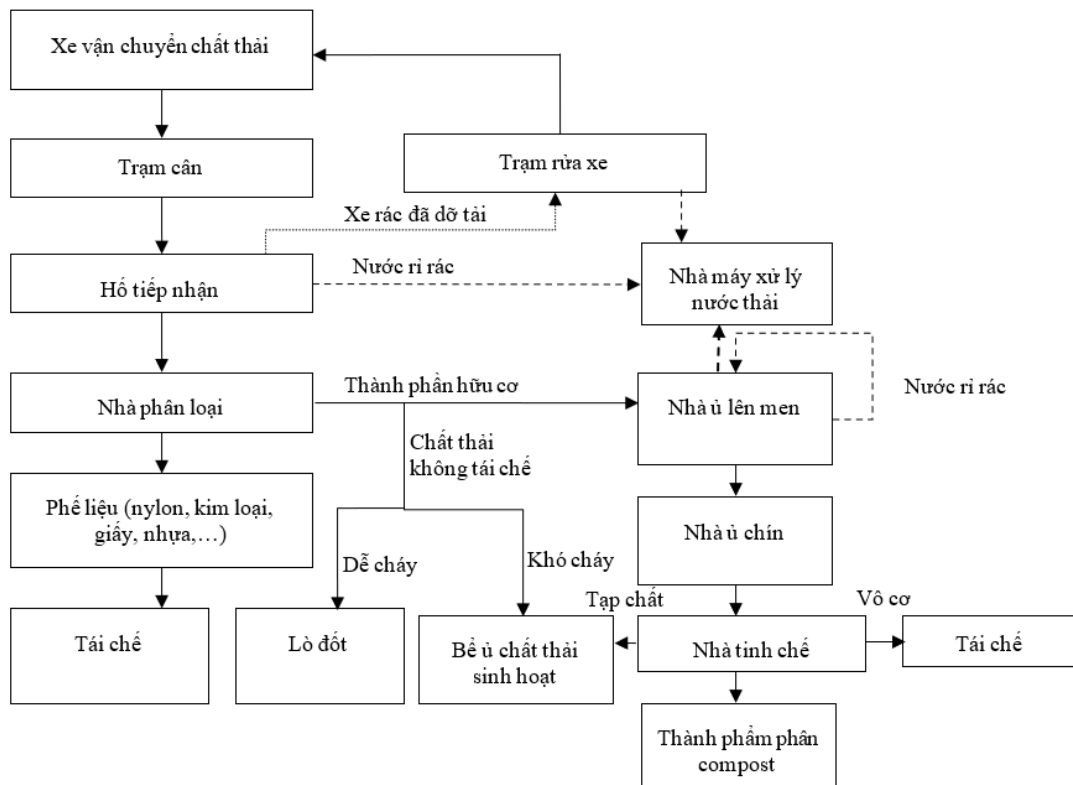 Xe vận chuyển chất thải
Trạm cân
Trạm rửa xe
Xe rác đã dỡ tải
Hố tiếp nhận
Nước rỉ rác
Nhà máy xử lý
nước thải
Nhà phân loại
Thành phần hữu cơ
Nhà ủ lên men
Nước rỉ rác
Chất thải
không tái chế
Phế liệu (nylon, kim loại,
giấy, nhựa,…)
Nhà ủ chín
Dễ cháy
Khó cháy
Tạp chất
Vô cơ
Tái chế
Lò đốt
Bể ủ chất thải
sinh hoạt
Nhà tinh chế
Tái chế
Thành phẩm phân
compost